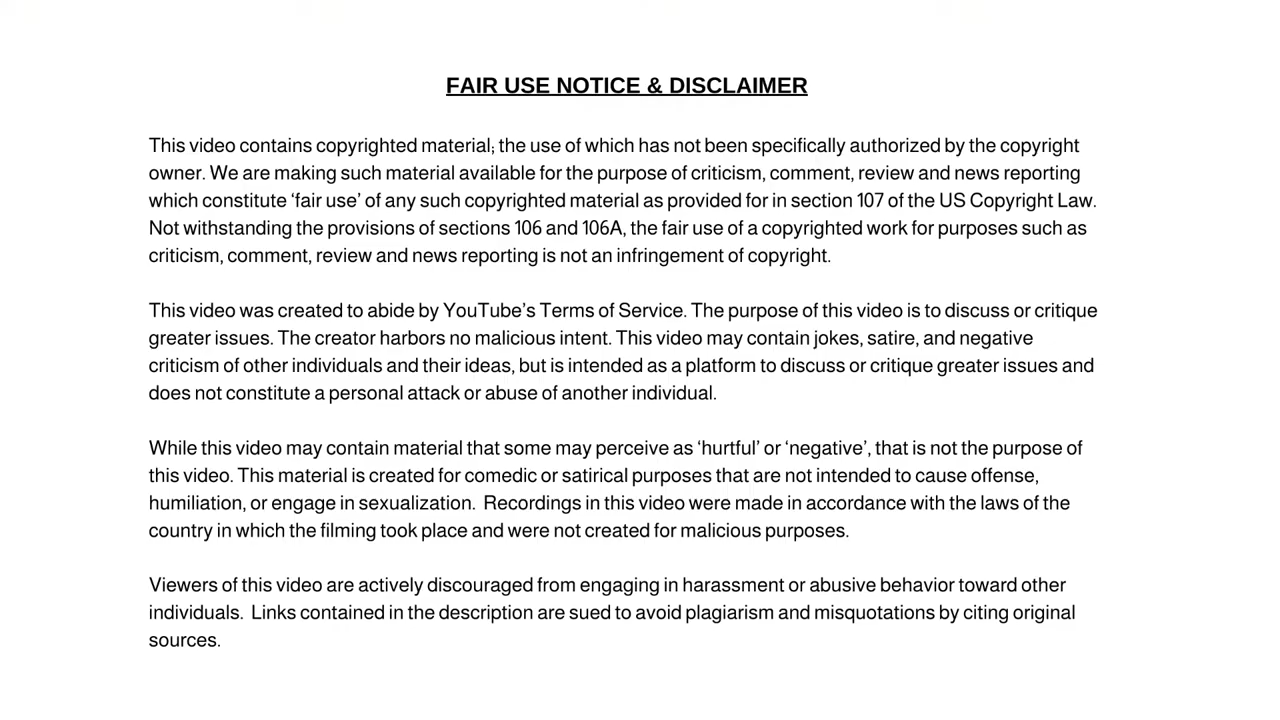 FAIR USE NOTICE & DISCLAIMER
This video contains copyrighted material; the use of which has not been specifically authorized by the copyright
owner. We are making such material available for the purpose of criticism, comment, review and news reporting
which constitute ‘fair use’ of any such copyrighted material as provided for in section 107 of the US Copyright Law.
Not withstanding the provisions of sections 106 and 106A, the fair use of a copyrighted work for purposes such as
criticism, comment, review and news reporting is not an infringement of copyright.
This video was created to abide by YouTube’s Terms of Service. The purpose of this video is to discuss or critique
greater issues. The creator harbors no malicious intent. This video may contain jokes, satire, and negative
criticism of other individuals and their ideas, but is intended as a platform to discuss or critique greater issues and
does not constitute a personal attack or abuse of another individual.
While this video may contain material that some may perceive as ‘hurtful’ or ‘negative’, that is not the purpose of
this video. This material is created for comedic or satirical purposes that are not intended to cause offense,
humiliation, or engage in sexualization.  Recordings in this video were made in accordance with the laws of the
country in which the filming took place and were not created for malicious purposes.
Viewers of this video are actively discouraged from engaging in harassment or abusive behavior toward other
individuals.  Links contained in the description are sued to avoid plagiarism and misquotations by citing original
sources.